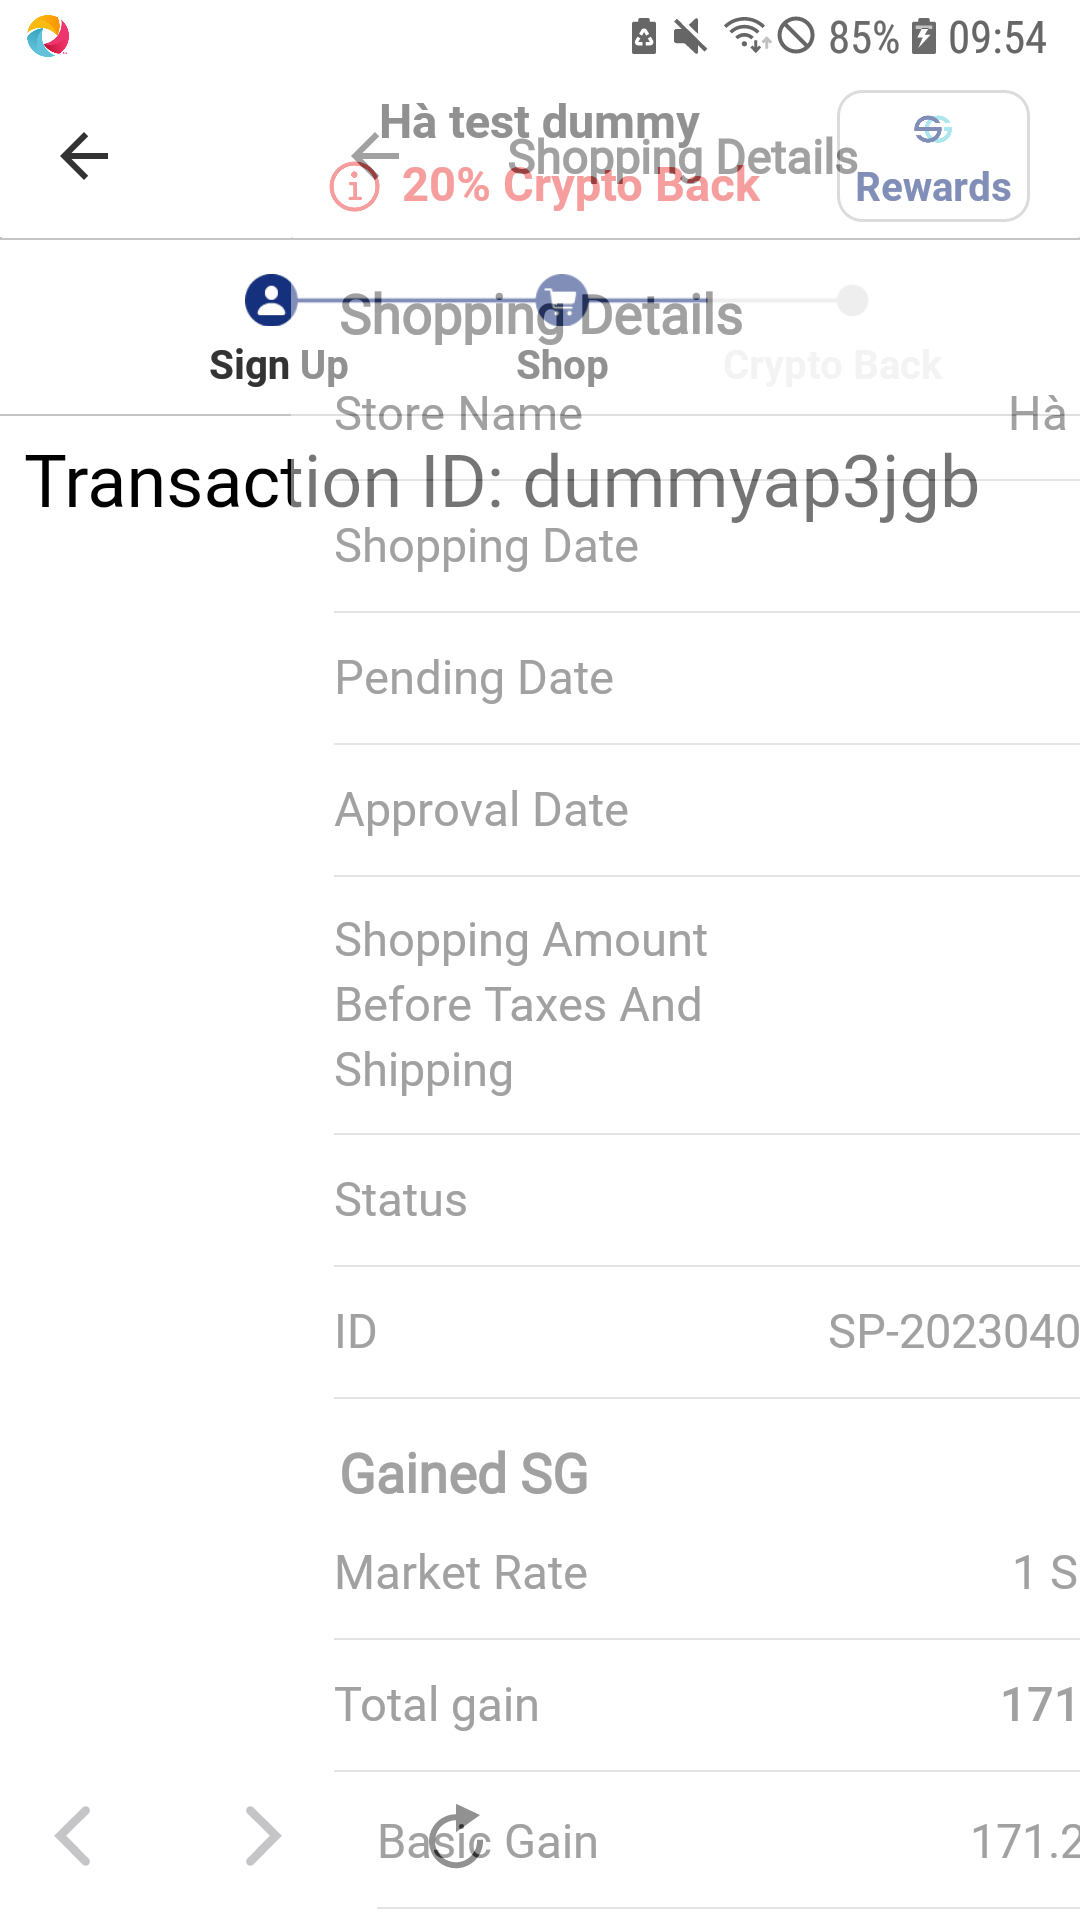 85% 09:54
Hà test dummy
Shopping Details
20% Crypto Back
Rewards
Shopping Details
Sign Up
Shop
Crypto Back
Store Name Hà
Transaction ID: dummyap3jgb
Shopping Date
Pending Date
Approval Date
Shopping Amount
Before Taxes And
Shipping
Status
ID SP-2023040
Gained SG
Market Rate 1 S
Total gain 171
Basic Gain 171.2